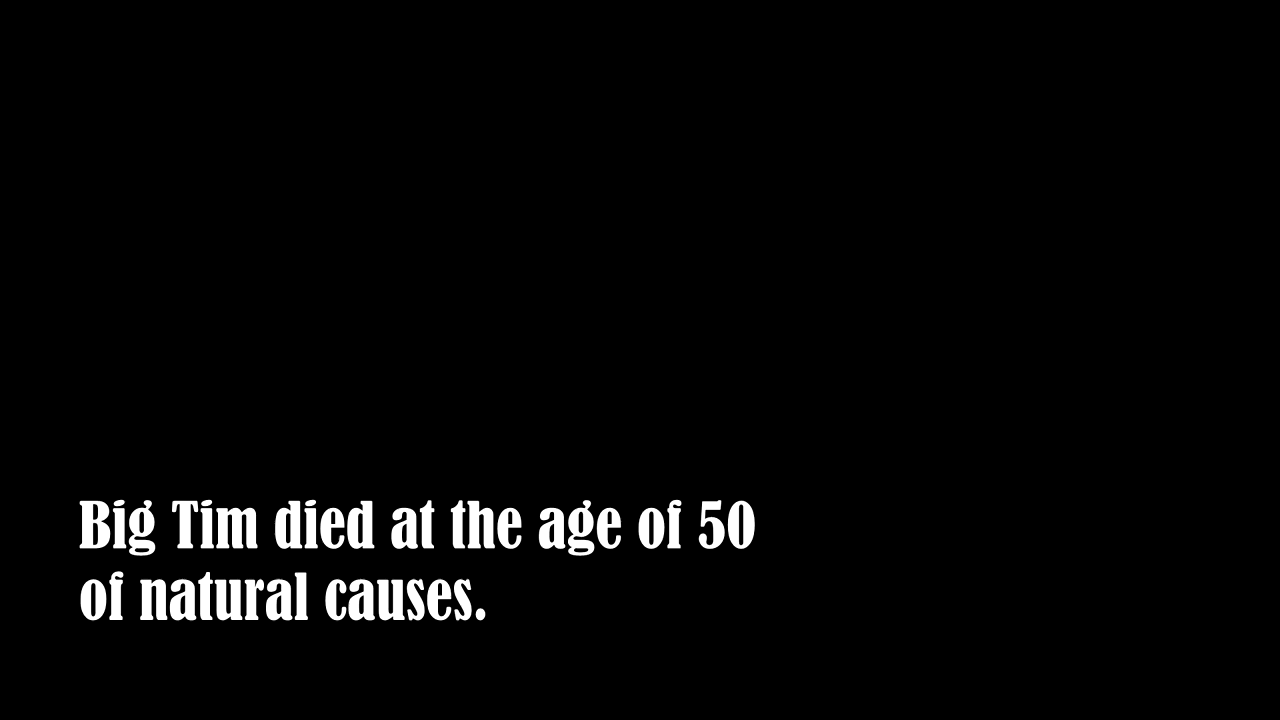 Big Tim died at the age of 50
of natural causes.